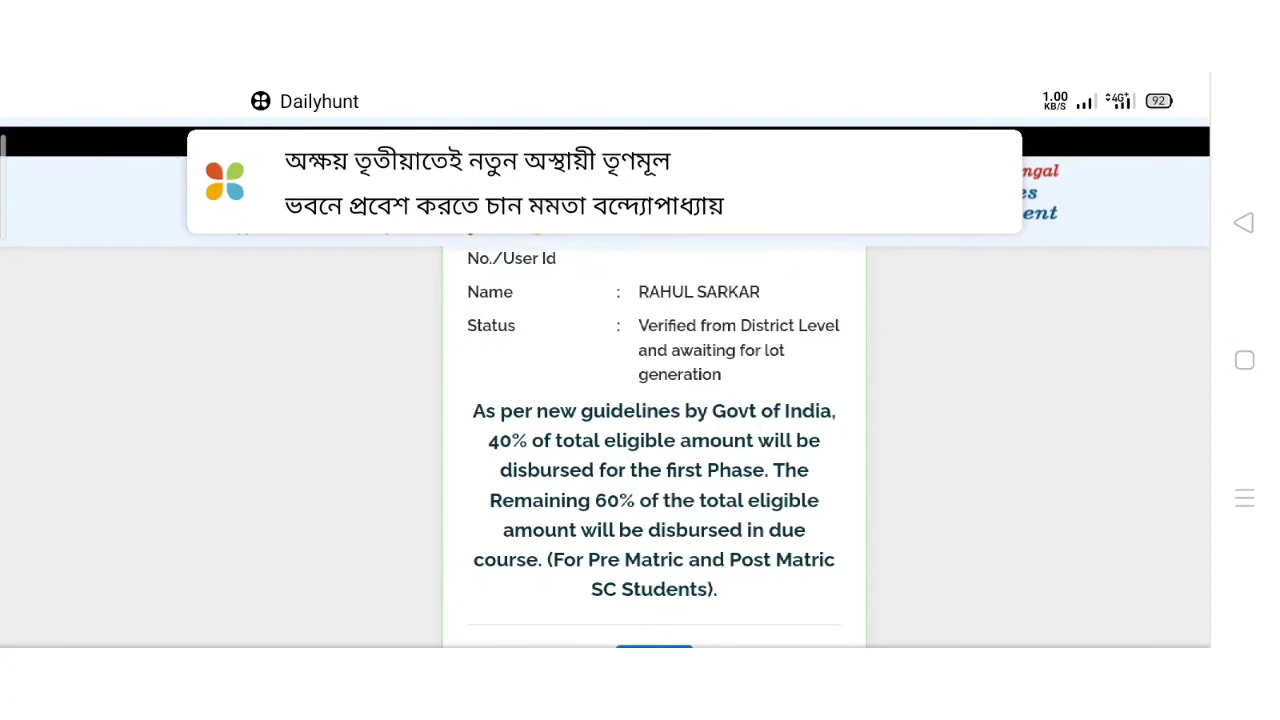 Dailyhunt
1.00
KB/S
4G+
92
অক্ষয় তৃতীয়াতেই নতুন অস্থায়ী তৃণমূল
ভবনে প্রবেশ করতে চান মমতা বন্দ্যোপাধ্যায়
ngal
es
ent
No./User Id
Name : RAHUL SARKAR
Status : Verified from District Level
and awaiting for lot
generation
As per new guidelines by Govt of India,
40% of total eligible amount will be
disbursed for the first Phase. The
Remaining 60% of the total eligible
amount will be disbursed in due
course. (For Pre Matric and Post Matric
SC Students).